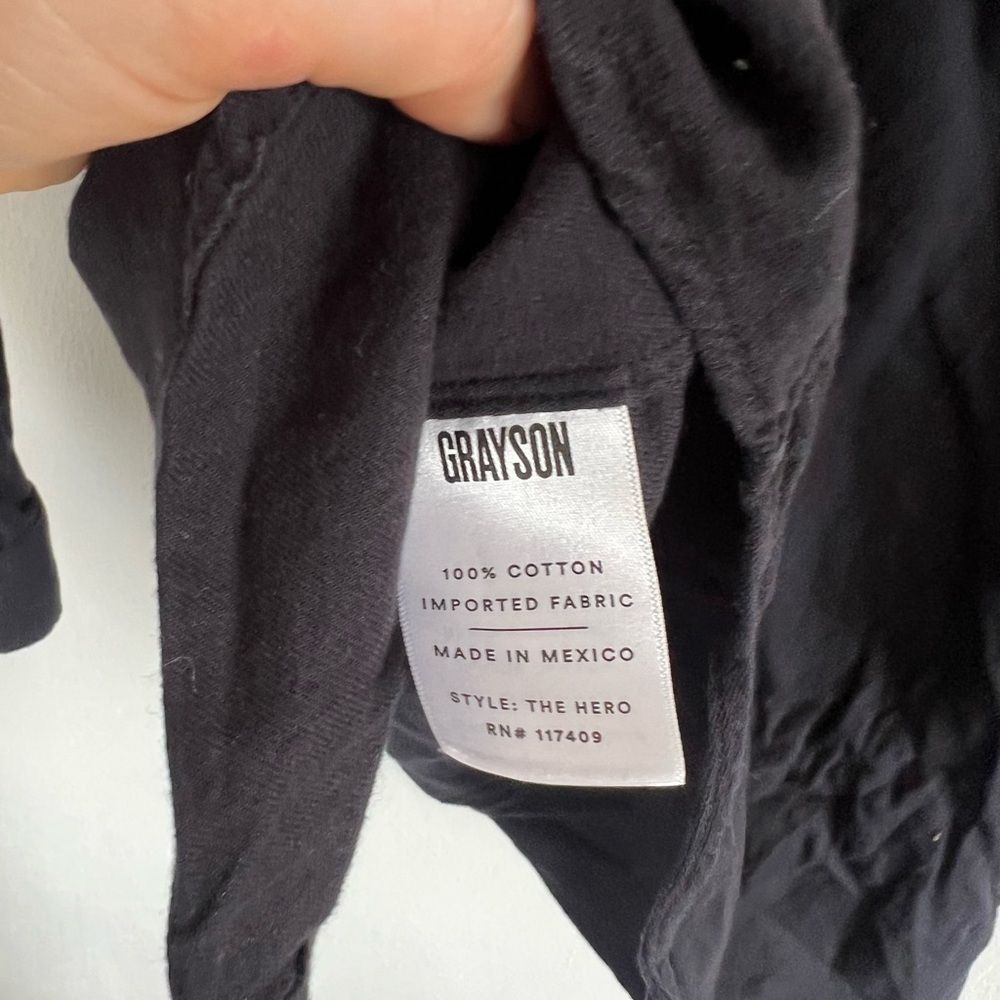 GRAYSON
100% COTTON
IMPORTED FABRIC
MADE IN MEXICO
STYLE: THE HERO
RN# 117409